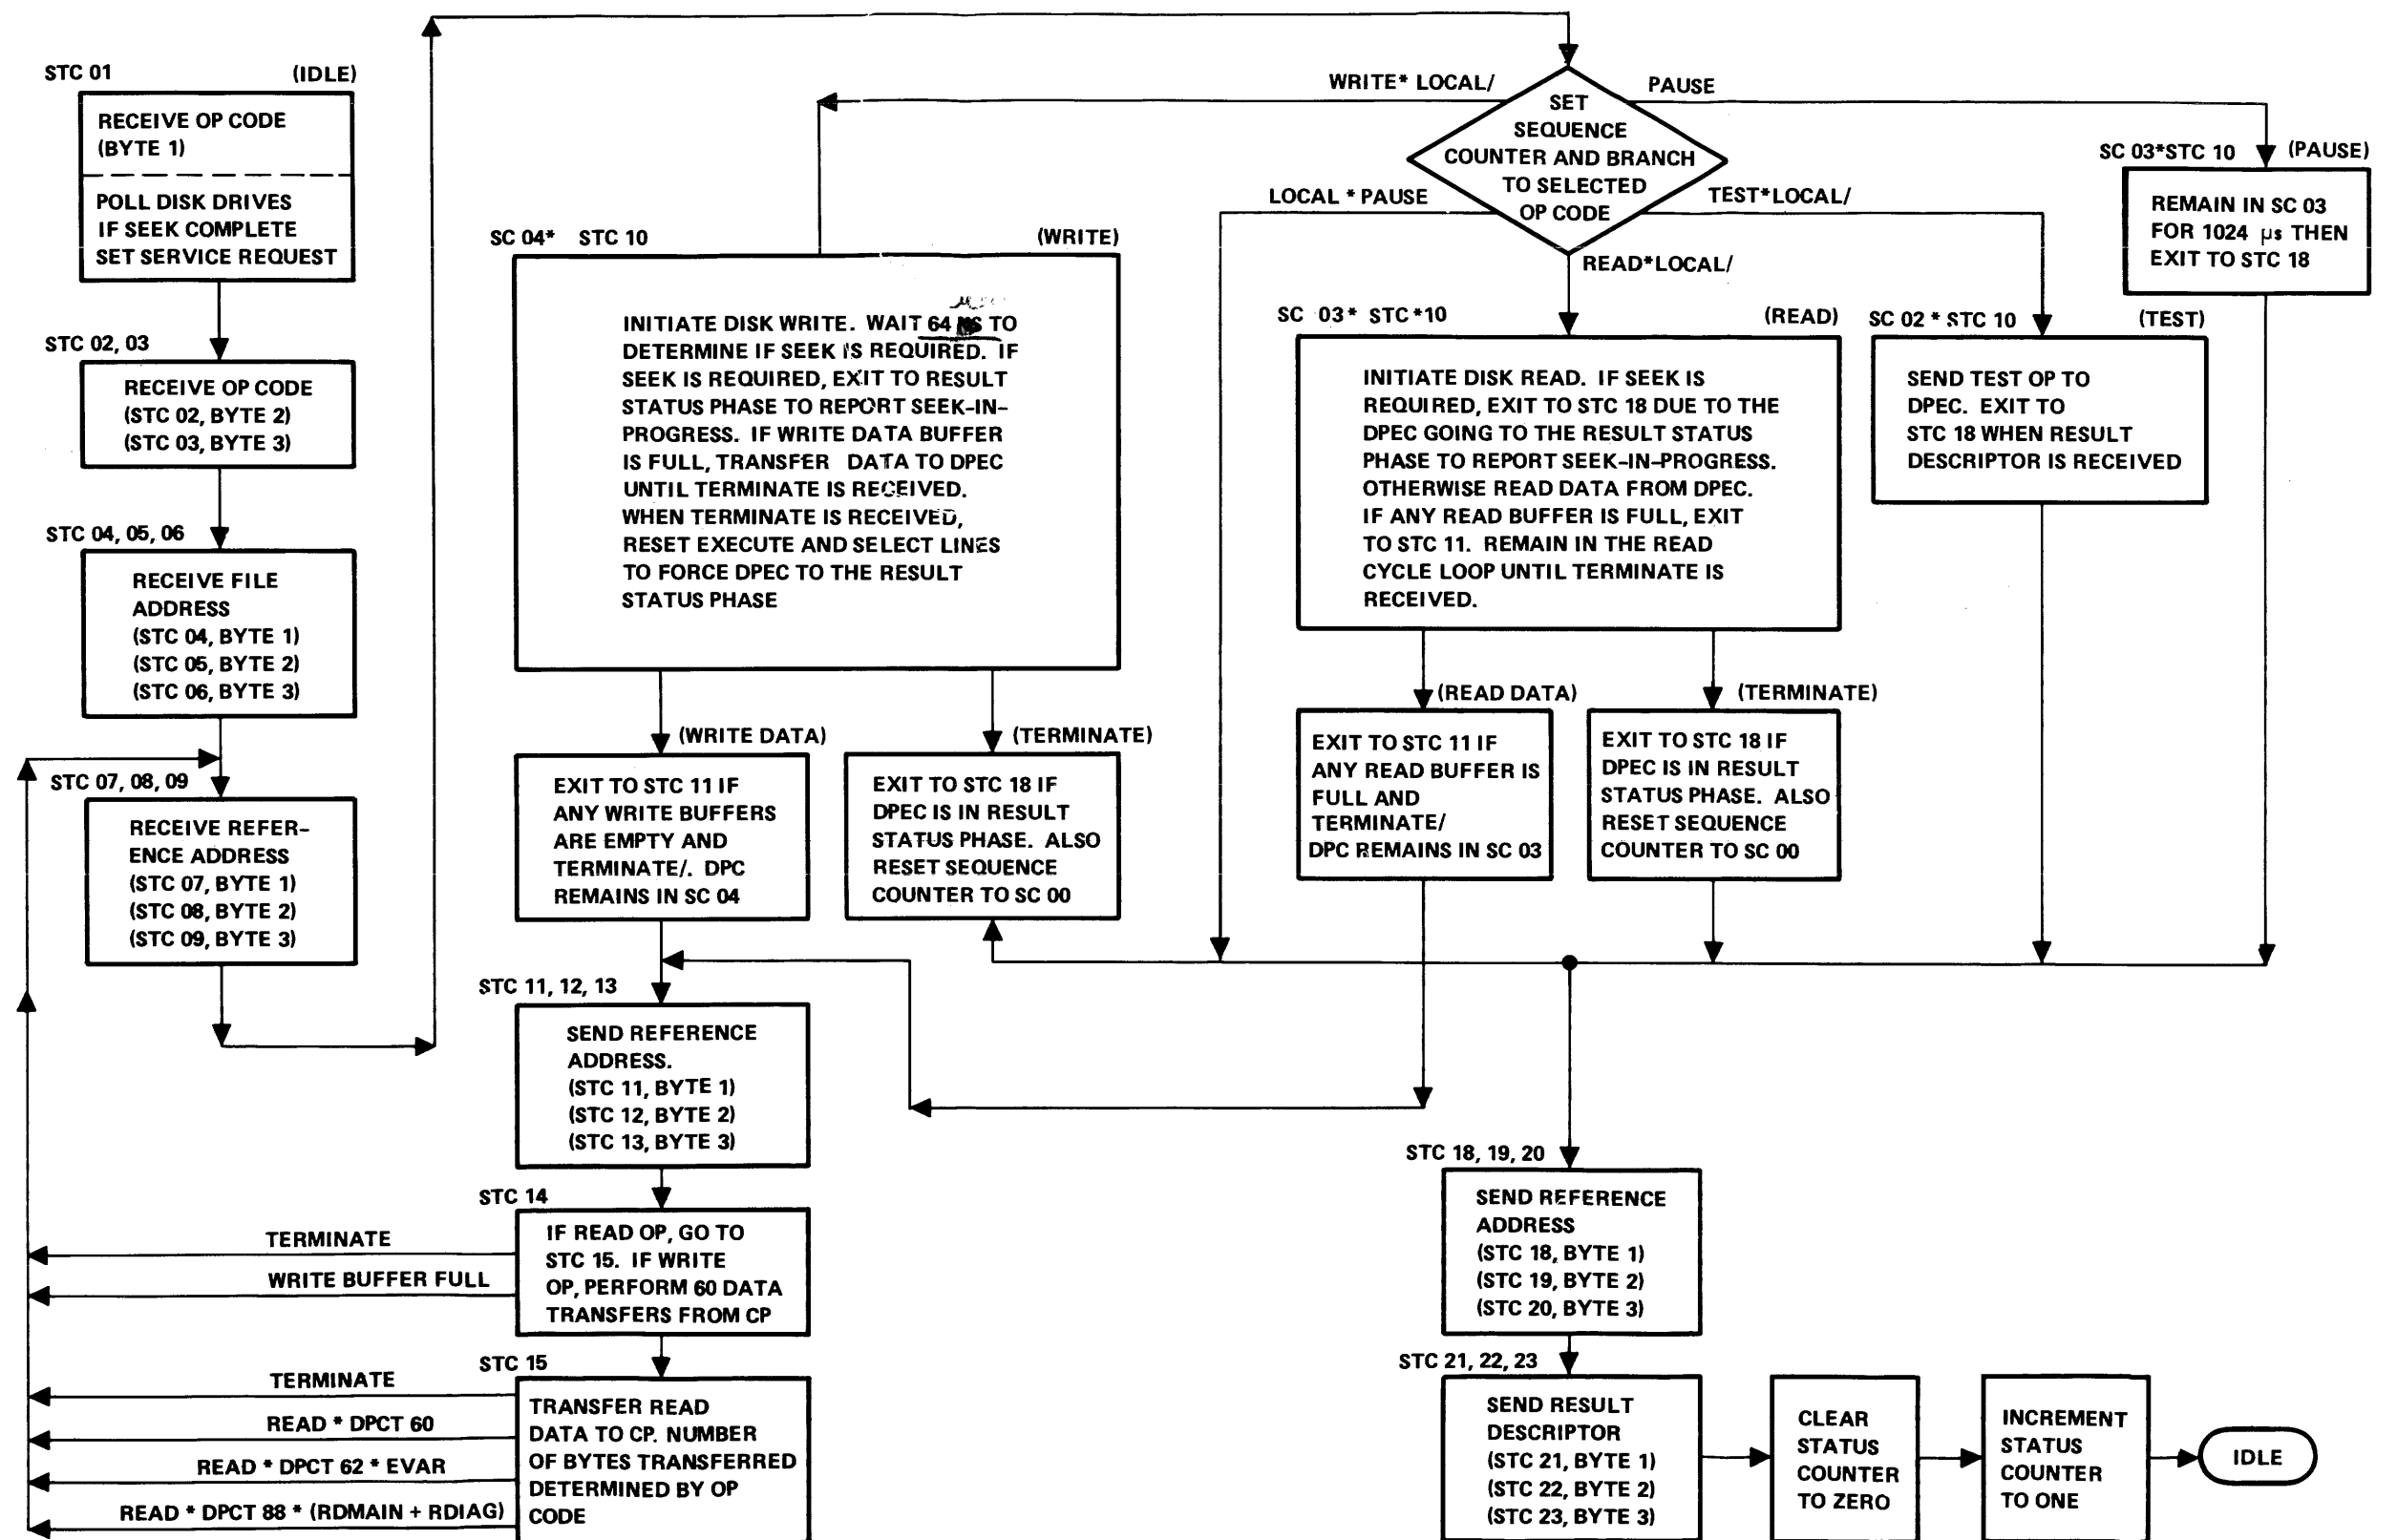 STC 01 (IDLE)
RECEIVE OP CODE
(BYTE 1)
POLL DISK DRIVES
IF SEEK COMPLETE
SET SERVICE REQUEST
STC 02, 03
RECEIVE OP CODE
(STC 02, BYTE 2)
(STC 03, BYTE 3)
STC 04, 05, 06
RECEIVE FILE
ADDRESS
(STC 04, BYTE 1)
(STC 05, BYTE 2)
(STC 06, BYTE 3)
STC 07, 08, 09
RECEIVE REFER-
ENCE ADDRESS
(STC 07, BYTE 1)
(STC 08, BYTE 2)
(STC 09, BYTE 3)
SET
SEQUENCE
COUNTER AND BRANCH
TO SELECTED
OP CODE
WRITE* LOCAL/
PAUSE
LOCAL * PAUSE
TEST*LOCAL/
READ*LOCAL/
SC 04* STC 10 (WRITE)
INITIATE DISK WRITE. WAIT 64 TO
DETERMINE IF SEEK IS REQUIRED. IF
SEEK IS REQUIRED, EXIT TO RESULT
STATUS PHASE TO REPORT SEEK-IN-
PROGRESS. IF WRITE DATA BUFFER
IS FULL, TRANSFER DATA TO DPEC
UNTIL TERMINATE IS RECEIVED.
WHEN TERMINATE IS RECEIVED,
RESET EXECUTE AND SELECT LINES
TO FORCE DPEC TO THE RESULT
STATUS PHASE
(WRITE DATA)
EXIT TO STC 11 IF
ANY WRITE BUFFERS
ARE EMPTY AND
TERMINATE/. DPC
REMAINS IN SC 04
(TERMINATE)
EXIT TO STC 18 IF
DPEC IS IN RESULT
STATUS PHASE. ALSO
RESET SEQUENCE
COUNTER TO SC 00
SC 03* STC *10 (READ)
INITIATE DISK READ. IF SEEK IS
REQUIRED, EXIT TO STC 18 DUE TO THE
DPEC GOING TO THE RESULT STATUS
PHASE TO REPORT SEEK-IN-PROGRESS.
OTHERWISE READ DATA FROM DPEC.
IF ANY READ BUFFER IS FULL, EXIT
TO STC 11. REMAIN IN THE READ
CYCLE LOOP UNTIL TERMINATE IS
RECEIVED.
(READ DATA)
EXIT TO STC 11 IF
ANY READ BUFFER IS
FULL AND
TERMINATE/
DPC REMAINS IN SC 03
(TERMINATE)
EXIT TO STC 18 IF
DPEC IS IN RESULT
STATUS PHASE. ALSO
RESET SEQUENCE
COUNTER TO SC 00
SC 02 * STC 10 (TEST)
SEND TEST OP TO
DPEC. EXIT TO
STC 18 WHEN RESULT
DESCRIPTOR IS RECEIVED
SC 03*STC 10 (PAUSE)
REMAIN IN SC 03
FOR 1024 μs THEN
EXIT TO STC 18
STC 11, 12, 13
SEND REFERENCE
ADDRESS.
(STC 11, BYTE 1)
(STC 12, BYTE 2)
(STC 13, BYTE 3)
STC 14
IF READ OP, GO TO
STC 15. IF WRITE
OP, PERFORM 60 DATA
TRANSFERS FROM CP
TERMINATE
WRITE BUFFER FULL
STC 15
TRANSFER READ
DATA TO CP. NUMBER
OF BYTES TRANSFERRED
DETERMINED BY OP
CODE
TERMINATE
READ * DPCT 60
READ * DPCT 62 * EVAR
READ * DPCT 88 * (RDMAIN + RDIAG)
STC 18, 19, 20
SEND REFERENCE
ADDRESS
(STC 18, BYTE 1)
(STC 19, BYTE 2)
(STC 20, BYTE 3)
STC 21, 22, 23
SEND RESULT
DESCRIPTOR
(STC 21, BYTE 1)
(STC 22, BYTE 2)
(STC 23, BYTE 3)
CLEAR
STATUS
COUNTER
TO ZERO
INCREMENT
STATUS
COUNTER
TO ONE
IDLE